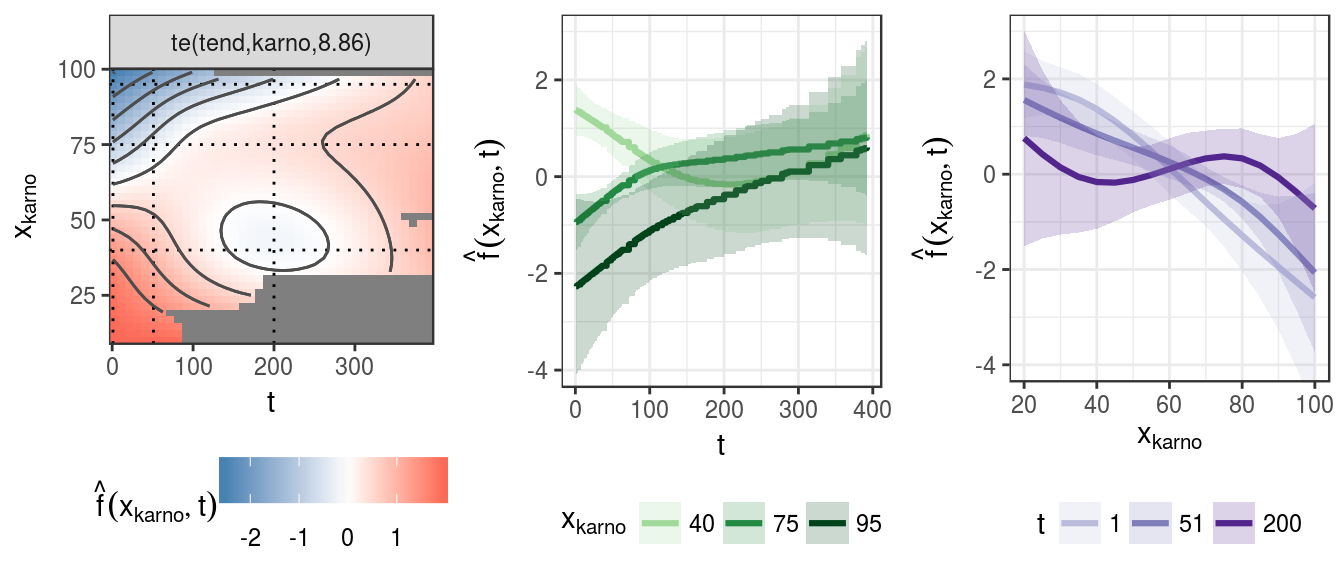 te(tend,karno,8.86)
100
75
50
25
x_karno
0 100 200 300
t
f̂(x_karno, t)
-2 -1 0 1
2
0
-2
-4
f̂(x_karno, t)
0 100 200 300 400
t
x_karno 40 75 95
2
0
-2
-4
f̂(x_karno, t)
20 40 60 80 100
x_karno
t 1 51 200